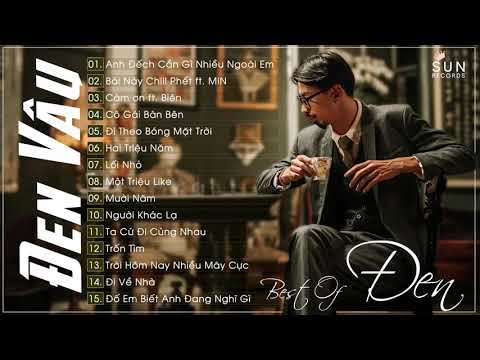 ĐEN VÂU
01. Anh Đếch Cần Gì Nhiều Ngoài Em
02. Bài Này Chill Phết ft. MIN
03. Cảm ơn ft. Biên
04. Cô Gái Bàn Bên
05. Đi Theo Bóng Mặt Trời
06. Hai Triệu Năm
07. Lối Nhỏ
08. Một Triệu Like
09. Mười Năm
10. Người Khác Lạ
11. Ta Cứ Đi Cùng Nhau
12. Trốn Tìm
13. Trời Hôm Nay Nhiều Mây Cực
14. Đi Về Nhà
15. Đố Em Biết Anh Đang Nghĩ Gì
SUN
RECORDS
Best Of Đen